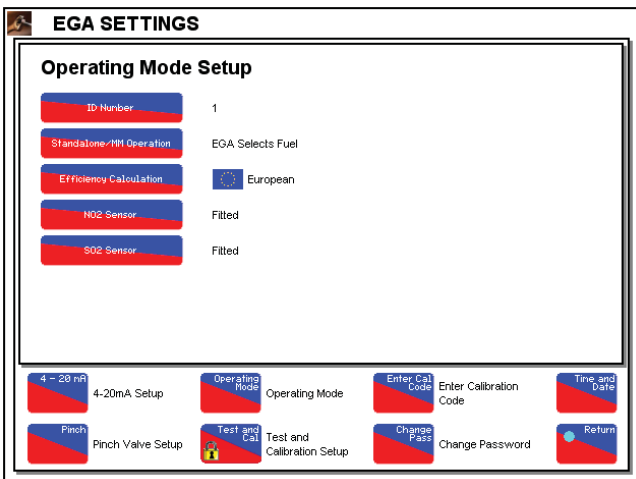 EGA SETTINGS
Operating Mode Setup
ID Number 1
Standalone/MM Operation EGA Selects Fuel
Efficiency Calculation European
NO2 Sensor Fitted
SO2 Sensor Fitted
4 - 20 mA 4-20mA Setup
Operating
Mode Operating Mode
Enter Cal
Code Enter Calibration
Code
Time and
Date
Pinch Pinch Valve Setup
Test and
Cal Test and
Calibration Setup
Change
Pass Change Password
Return